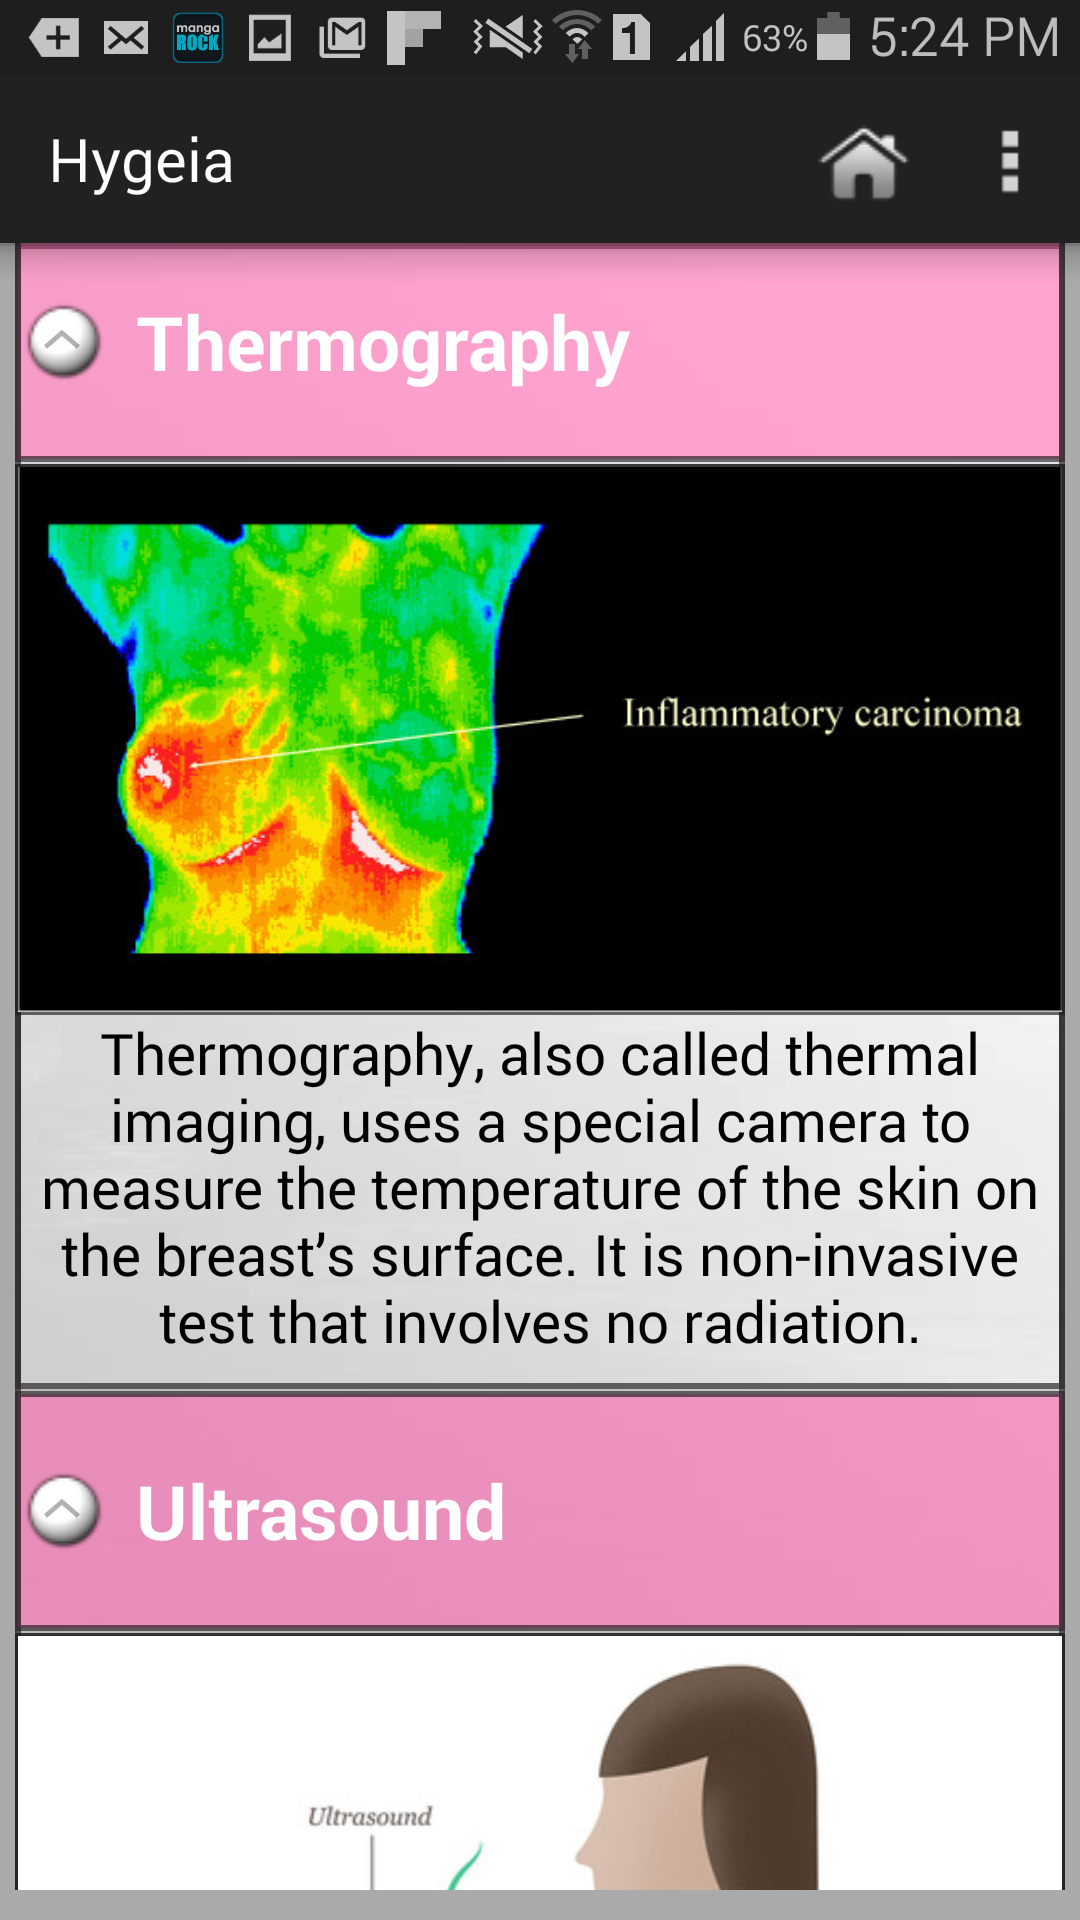 manga
ROCK
1
63%
5:24 PM
Hygeia
Thermography
Inflammatory carcinoma
Thermography, also called thermal
imaging, uses a special camera to
measure the temperature of the skin on
the breast's surface. It is non-invasive
test that involves no radiation.
Ultrasound
Ultrasound